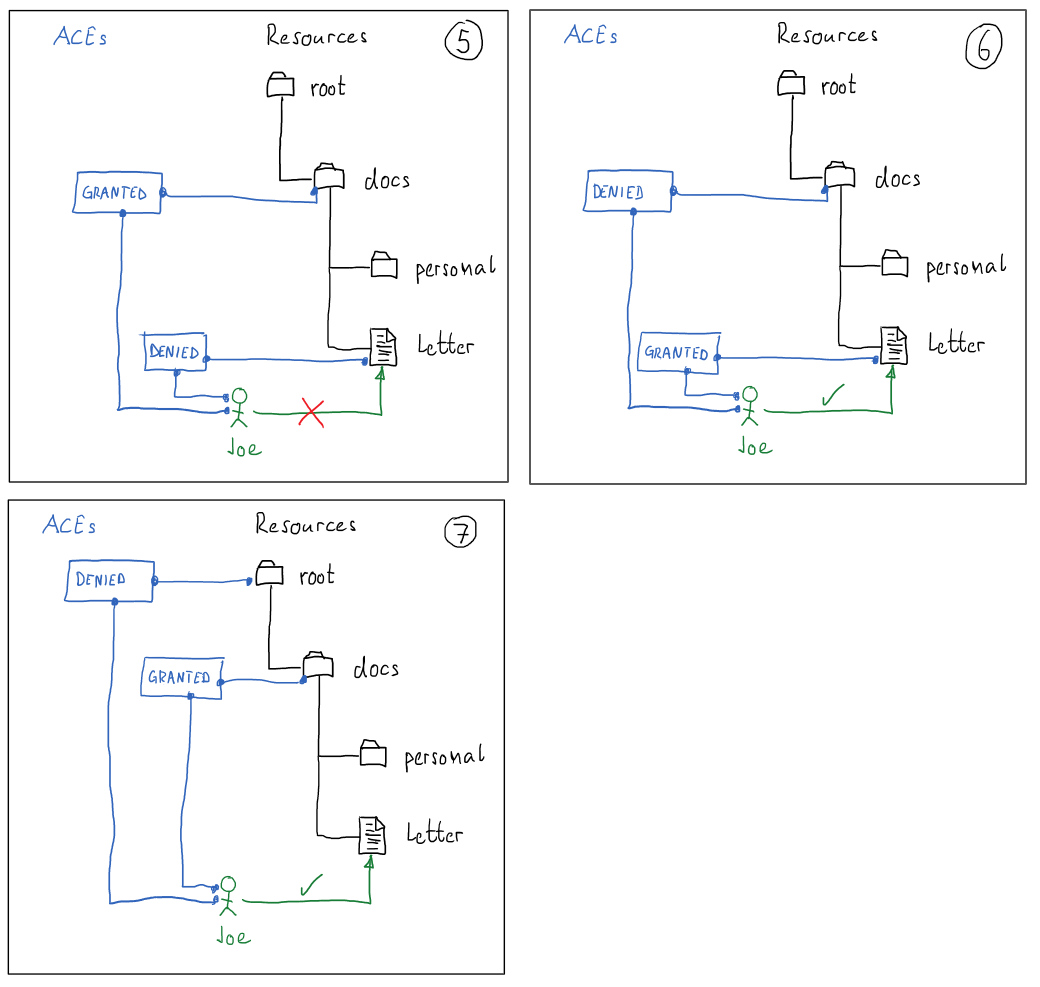 ACEs Resources 5
root
GRANTED docs
personal
DENIED Letter
Joe
ACEs Resources 6
root
DENIED docs
personal
GRANTED Letter
Joe
ACEs Resources 7
DENIED root
GRANTED docs
personal
Letter
Joe